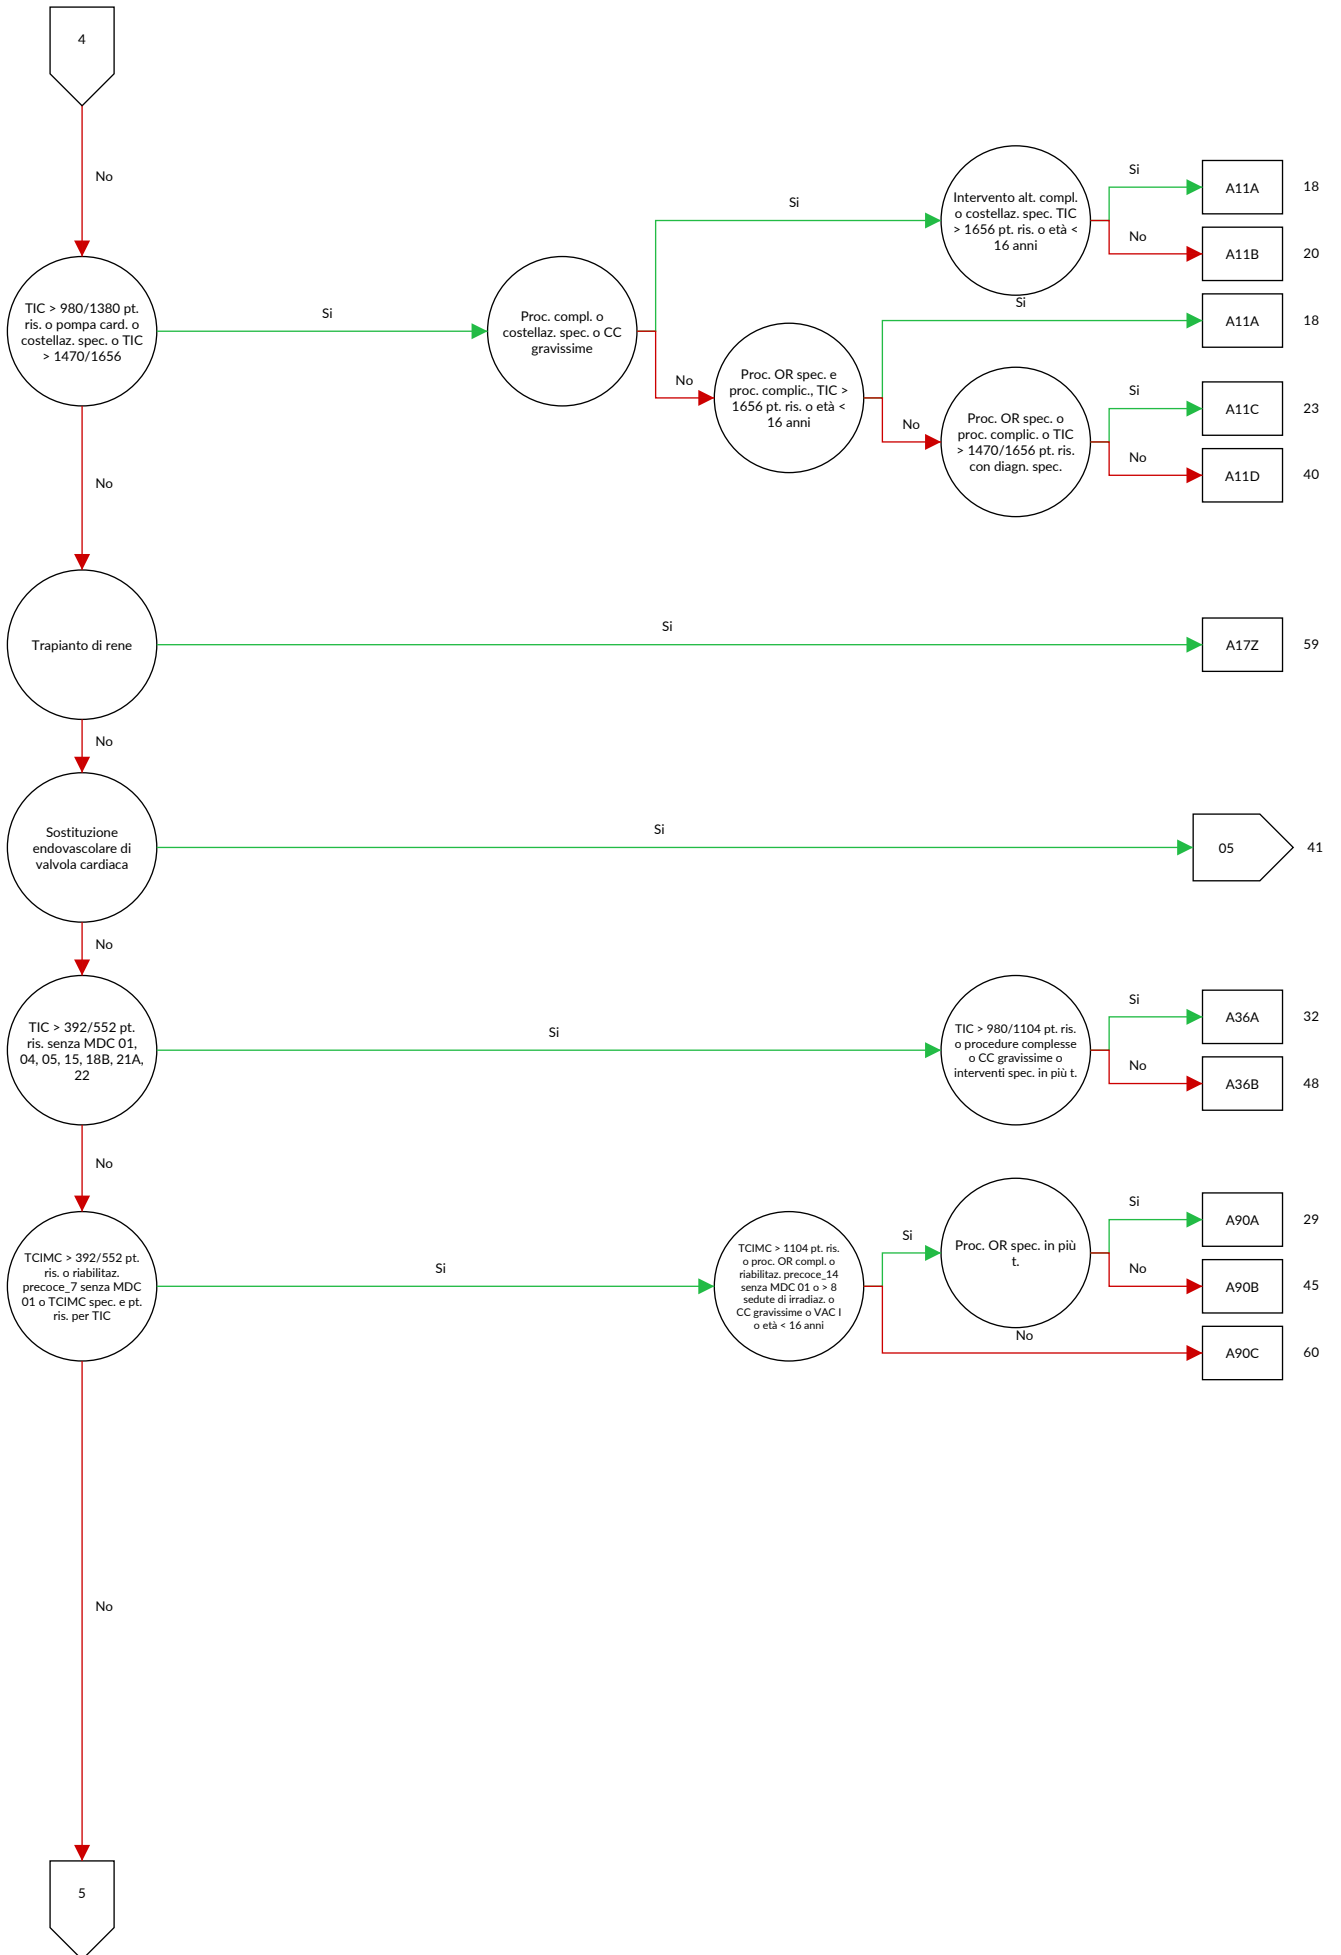 4
No
TIC > 980/1380 pt.
ris. o pompa card. o
costellaz. spec. o TIC
> 1470/1656
Si
Proc. compl. o
costellaz. spec. o CC
gravissime
Si
Intervento alt. compl.
o costellaz. spec. TIC
> 1656 pt. ris. o età <
16 anni
Si
A11A
18
No
A11B
20
No
Proc. OR spec. e
proc. complic., TIC >
1656 pt. ris. o età <
16 anni
Si
A11A
18
No
Proc. OR spec. o
proc. complic. o TIC
> 1470/1656 pt. ris.
con diagn. spec.
Si
A11C
23
No
A11D
40
No
Trapianto di rene
Si
A17Z
59
No
Sostituzione
endovascolare di
valvola cardiaca
Si
05
41
No
TIC > 392/552 pt.
ris. senza MDC 01,
04, 05, 15, 18B, 21A,
22
Si
TIC > 980/1104 pt. ris.
o procedure complesse
o CC gravissime o
interventi spec. in più t.
Si
A36A
32
No
A36B
48
No
TCIMC > 392/552 pt.
ris. o riabilitaz.
precoce_7 senza MDC
01 o TCIMC spec. e pt.
ris. per TIC
Si
TCIMC > 1104 pt. ris.
o proc. OR compl. o
riabilitaz. precoce_14
senza MDC 01 o > 8
sedute di irradiaz. o
CC gravissime o VAC I
o età < 16 anni
Si
Proc. OR spec. in più
t.
Si
A90A
29
No
A90B
45
No
A90C
60
No
5